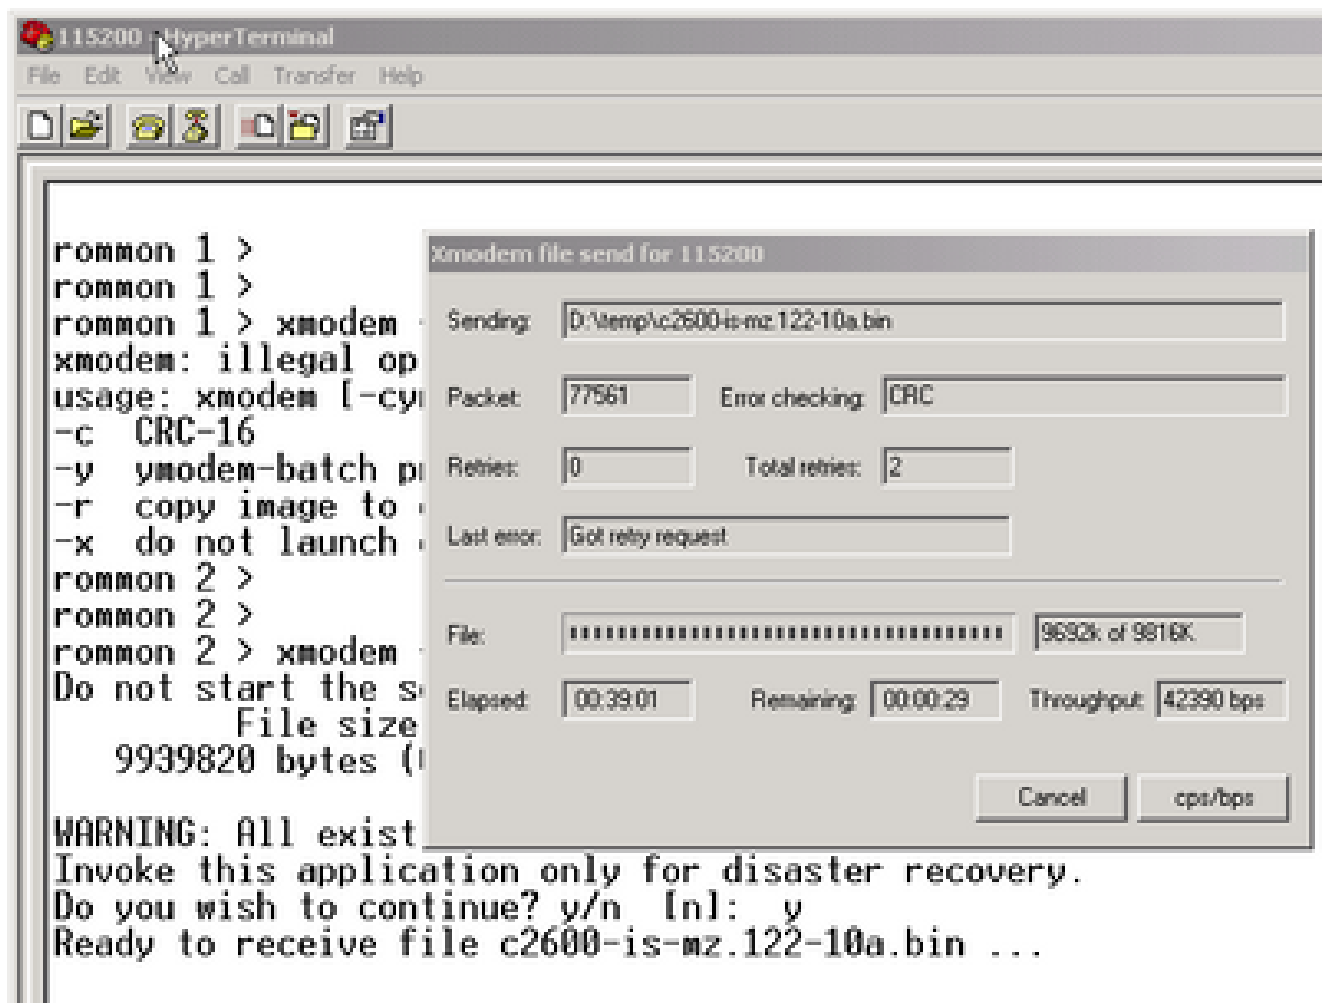 115200 - HyperTerminal
File Edit View Call Transfer Help
rommon 1 >
rommon 1 >
rommon 1 > xmodem
xmodem: illegal op
usage: xmodem [-cy
-c CRC-16
-y ymodem-batch p
-r copy image to
-x do not launch
rommon 2 >
rommon 2 >
rommon 2 > xmodem
Do not start the s
File size
9939820 bytes (
WARNING: All exist
Invoke this application only for disaster recovery.
Do you wish to continue? y/n [n]: y
Ready to receive file c2600-is-mz.122-10a.bin ...
Xmodem file send for 115200
Sending: D:\temp\c2600-is-mz.122-10a.bin
Packet: 77561 Error checking: CRC
Retries: 0 Total retries: 2
Last error: Got retry request
File: 9692k of 9816K
Elapsed: 00:39:01 Remaining: 00:00:29 Throughput: 42390 bps
Cancel cps/bps